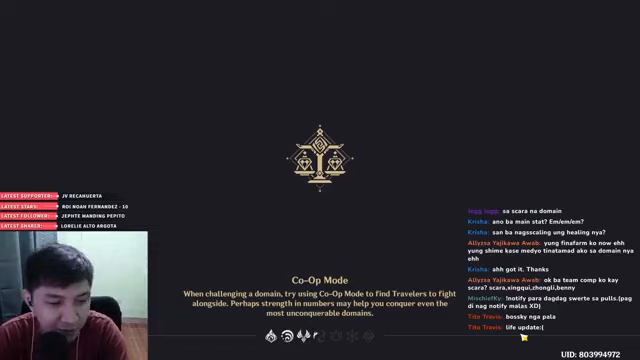 LATEST SUPPORTER: JV RECAHUERTA
LATEST STARS: ROI NOAH FERNANDEZ - 10
LATEST FOLLOWER: JEPHTE MANDING PEPITO
LATEST SHARER: LORELIE ALTO ARGOTA
Co-Op Mode
When challenging a domain, try using Co-Op Mode to find Travelers to fight
alongside. Perhaps strength in numbers may help you conquer even the
most unconquerable domains.
sa scara na domain
Krisha: ano ba main stat? Em/em/em?
Krisha: san ba nagsscaling ung healing nya?
Allyzsa Yajikawa Awab: yung finafarm ko now ehh
yung shime kase medyo tinatamad ako sa domain nya
ehh
Krisha: ahh got it. Thanks
Allyzsa Yajikawa Awab: ok ba team comp ko kay
scara? scara,xingqui,zhongli,benny
MischiefKy: !notify para dagdag swerte sa pulls.(pag
di nag notify malas XD)
Tito Travis: bossky nga pala
Tito Travis: life update:(
UID: 803994972